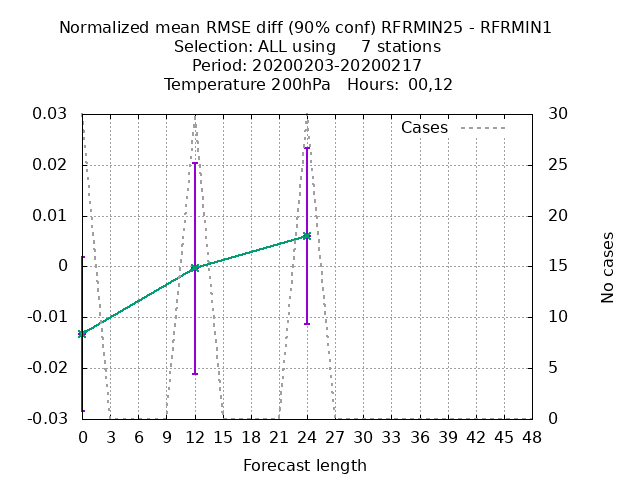 Normalized mean RMSE diff (90% conf) RFRMIN25 - RFRMIN1
Selection: ALL using 7 stations
Period: 20200203-20200217
Temperature 200hPa Hours: 00,12
0.03
0.02
0.01
0
-0.01
-0.02
-0.03
Cases
30
25
20
15
10
5
0
No cases
0 3 6 9 12 15 18 21 24 27 30 33 36 39 42 45 48
Forecast length